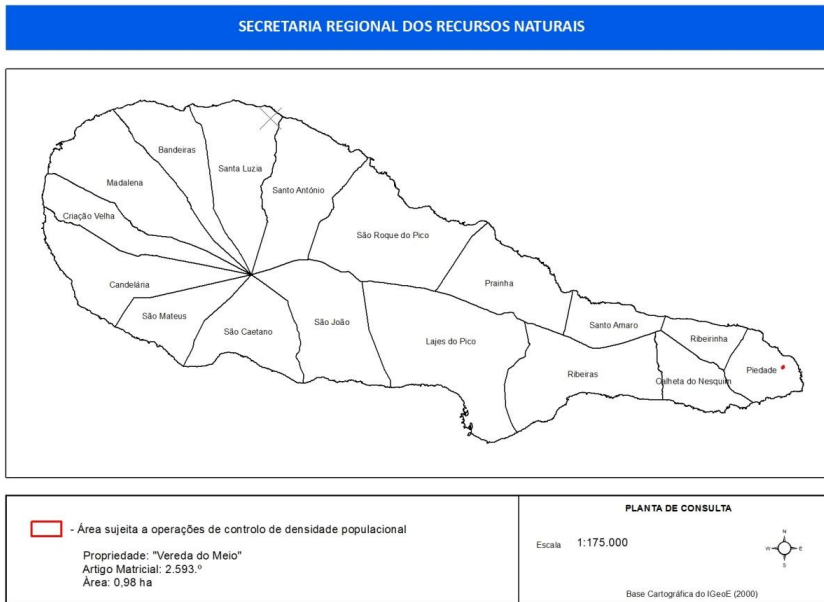 SECRETARIA REGIONAL DOS RECURSOS NATURAIS
Bandeiras
Santa Luzia
Madalena
Santo António
Criação Velha
São Roque do Pico
Candelária
Prainha
São Mateus
São Caetano
São João
Santo Amaro
Lajes do Pico
Ribeirinha
Ribeiras
Piedade
Calheta do Nesquim
- Área sujeita a operações de controlo de densidade populacional
Propriedade: "Vereda do Meio"
Artigo Matricial: 2.593.º
Àrea: 0,98 ha
PLANTA DE CONSULTA
Escala 1:175.000
N
W E
S
Base Cartográfica do IGeoE (2000)